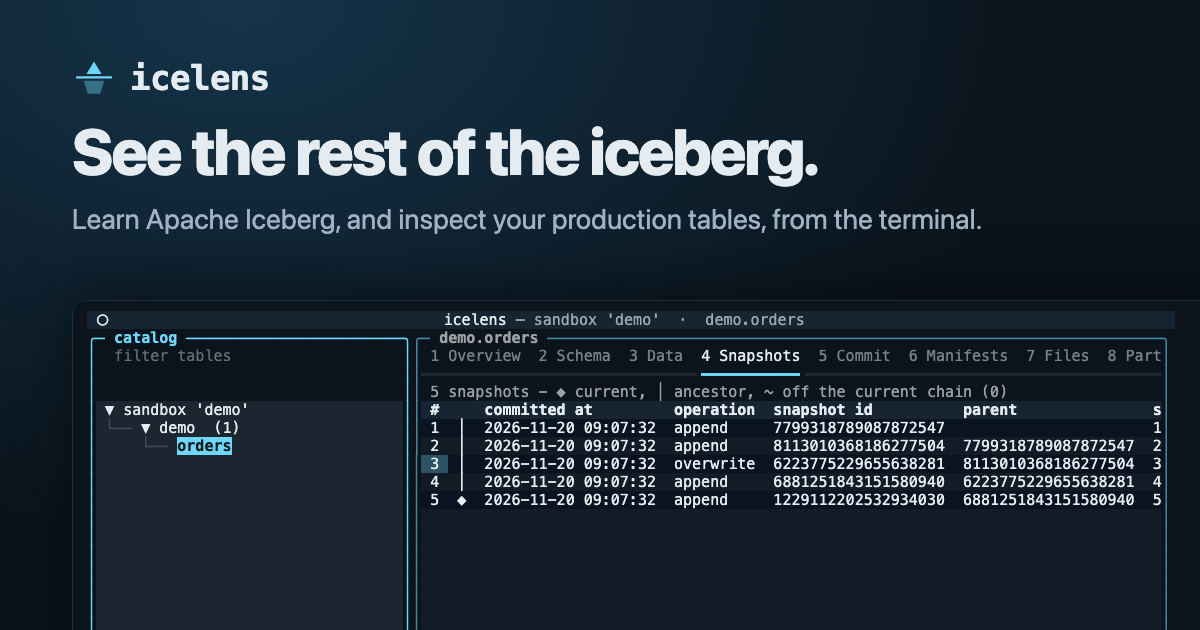 icelens
See the rest of the iceberg.
Learn Apache Iceberg, and inspect your production tables, from the terminal.
icelens — sandbox 'demo' · demo.orders
catalog
filter tables
▼ sandbox 'demo'
▼ demo (1)
orders
demo.orders
1 Overview 2 Schema 3 Data 4 Snapshots 5 Commit 6 Manifests 7 Files 8 Part
5 snapshots — ◆ current, │ ancestor, ~ off the current chain (0)
# committed at operation snapshot id parent s
1 │ 2026-11-20 09:07:32 append 7799318789087872547 1
2 │ 2026-11-20 09:07:32 append 8113010368186277504 7799318789087872547 2
3 │ 2026-11-20 09:07:32 overwrite 6223775229655638281 8113010368186277504 3
4 │ 2026-11-20 09:07:32 append 6881251843151580940 6223775229655638281 4
5 ◆ 2026-11-20 09:07:32 append 1229112202532934030 6881251843151580940 5